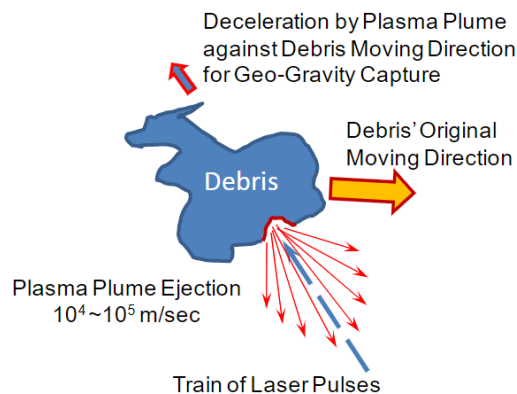 Deceleration by Plasma Plume
against Debris Moving Direction
for Geo-Gravity Capture
Debris’ Original
Moving Direction
Debris
Plasma Plume Ejection
10⁴~10⁵ m/sec
Train of Laser Pulses